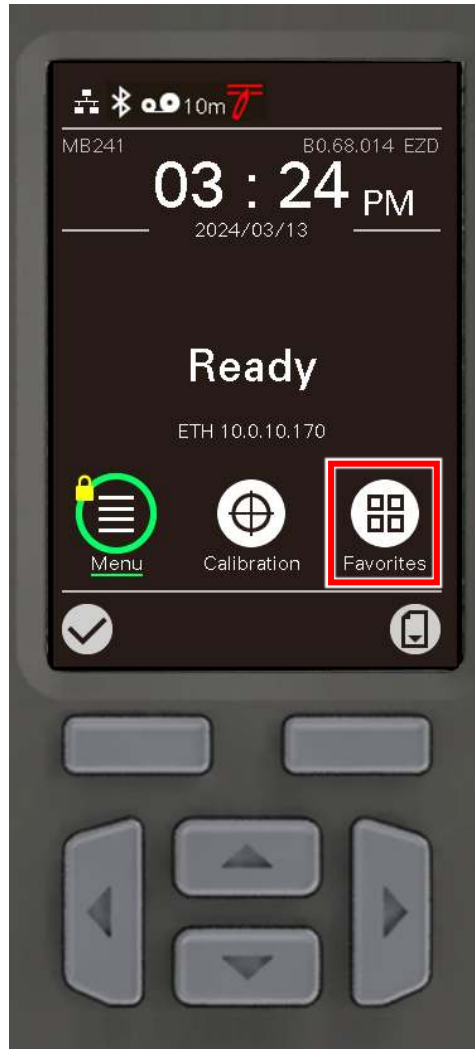 10m
MB241 B0.68.014 EZD
03 : 24 PM
2024/03/13
Ready
ETH 10.0.10.170
Menu Calibration Favorites